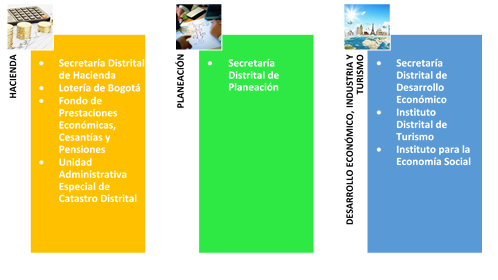 HACIENDA
Secretaría Distrital
de Hacienda
Lotería de Bogotá
Fondo de
Prestaciones
Económicas,
Cesantías y
Pensiones
Unidad
Administrativa
Especial de
Catastro Distrital
PLANEACIÓN
Secretaría
Distrital de
Planeación
DESARROLLO ECONÓMICO, INDUSTRIA Y
TURISMO
Secretaría
Distrital de
Desarrollo
Económico
Instituto
Distrital de
Turismo
Instituto para la
Economía Social